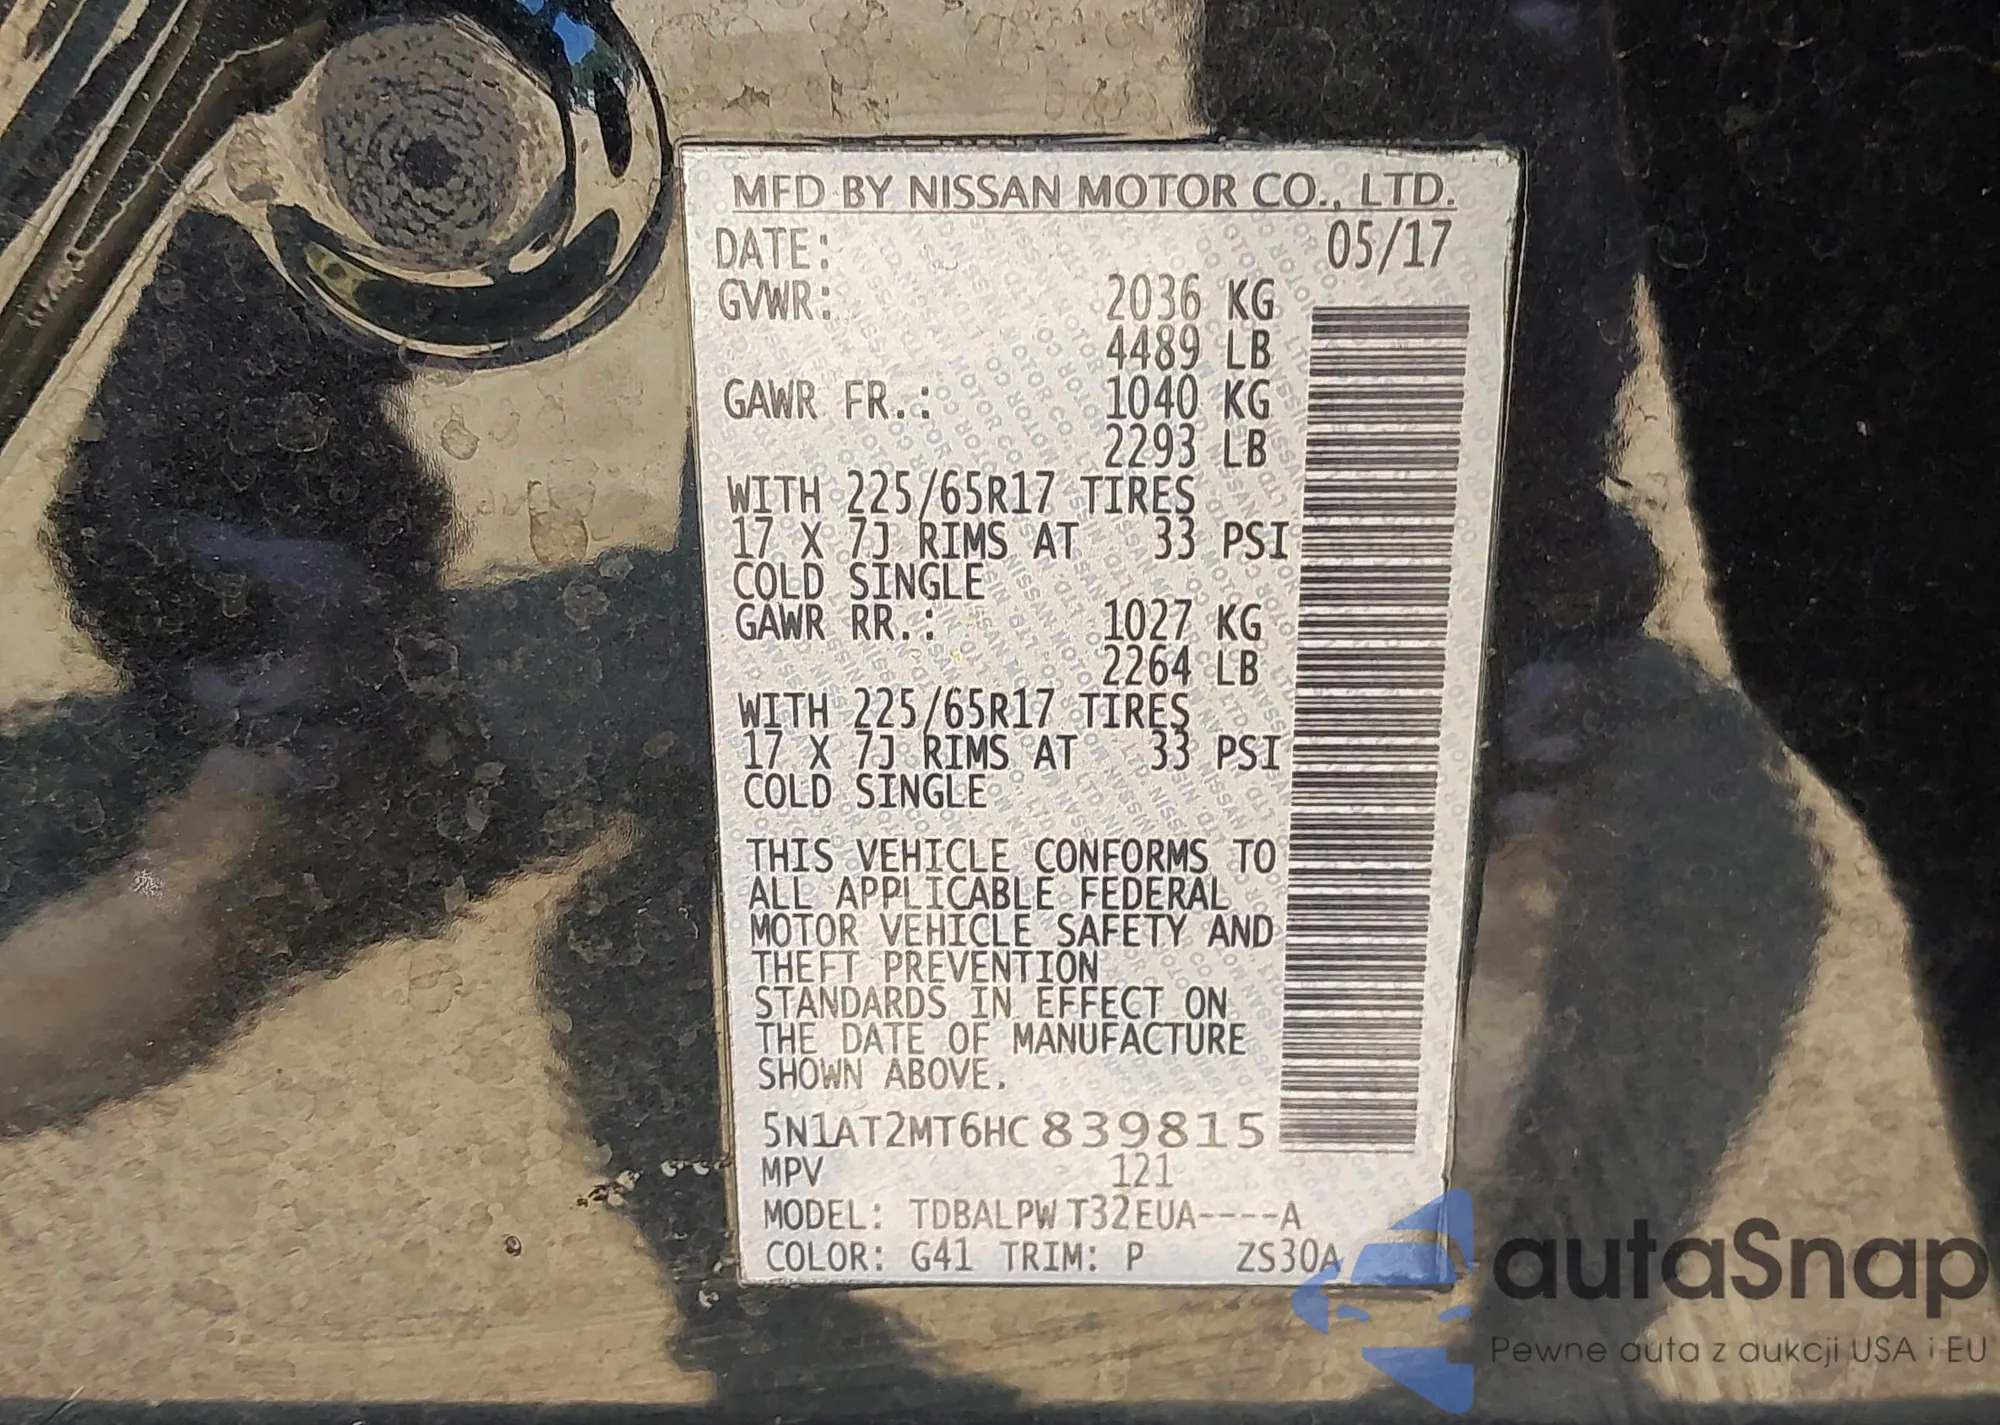 MFD BY NISSAN MOTOR CO., LTD.
DATE: 05/17
GVWR: 2036 KG
4489 LB
GAWR FR.: 1040 KG
2293 LB
WITH 225/65R17 TIRES
17 X 7J RIMS AT 33 PSI
COLD SINGLE
GAWR RR.: 1027 KG
2264 LB
WITH 225/65R17 TIRES
17 X 7J RIMS AT 33 PSI
COLD SINGLE
THIS VEHICLE CONFORMS TO
ALL APPLICABLE FEDERAL
MOTOR VEHICLE SAFETY AND
THEFT PREVENTION
STANDARDS IN EFFECT ON
THE DATE OF MANUFACTURE
SHOWN ABOVE.
5N1AT2MT6HC839815
MPV 121
MODEL: TDBALPW T32EUA----A
COLOR: G41 TRIM: P ZS30A
autaSnap
Pewne auta z aukcji USA i EU